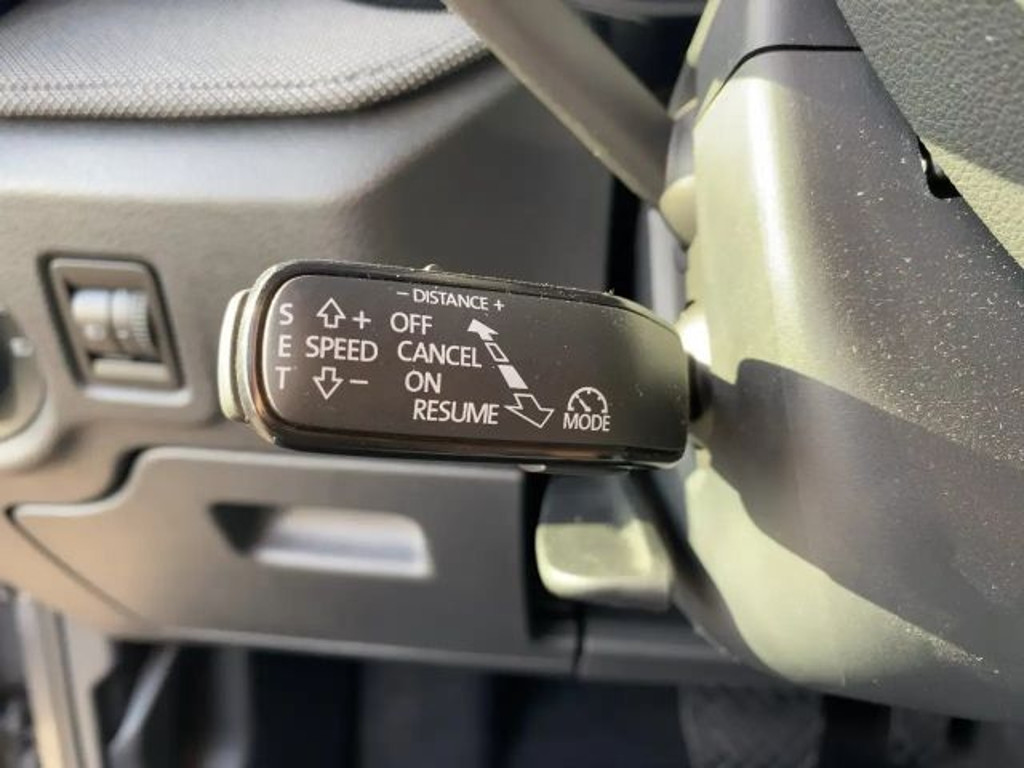 – DISTANCE +
S + OFF
E SPEED CANCEL
T – ON
RESUME
MODE